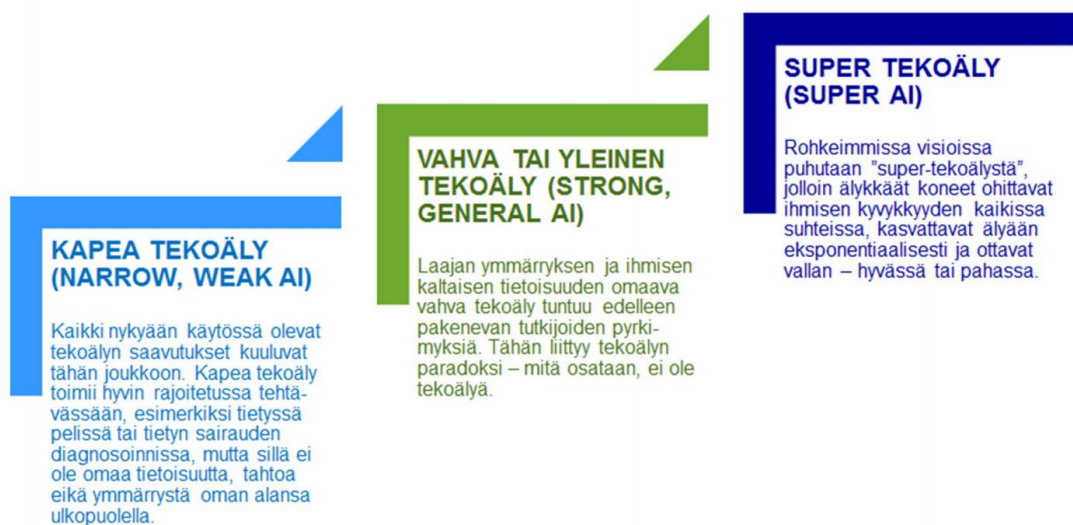 KAPEA TEKOÄLY
(NARROW, WEAK AI)
Kaikki nykyään käytössä olevat
tekoälyn saavutukset kuuluvat
tähän joukkoon. Kapea tekoäly
toimii hyvin rajoitetussa tehtä-
vässään, esimerkiksi tietyssä
pelissä tai tietyn sairauden
diagnosoinnissa, mutta sillä ei
ole omaa tietoisuutta, tahtoa
eikä ymmärrystä oman alansa
ulkopuolella.
VAHVA TAI YLEINEN
TEKOÄLY (STRONG,
GENERAL AI)
Laajan ymmärryksen ja ihmisen
kaltaisen tietoisuuden omaava
vahva tekoäly tuntuu edelleen
pakenevan tutkijoiden pyrki-
myksiä. Tähän liittyy tekoälyn
paradoksi – mitä osataan, ei ole
tekoälyä.
SUPER TEKOÄLY
(SUPER AI)
Rohkeimmissa visioissa
puhutaan "super-tekoälystä",
jolloin älykkäät koneet ohittavat
ihmisen kyvykkyyden kaikissa
suhteissa, kasvattavat älyään
eksponentiaalisesti ja ottavat
vallan – hyvässä tai pahassa.